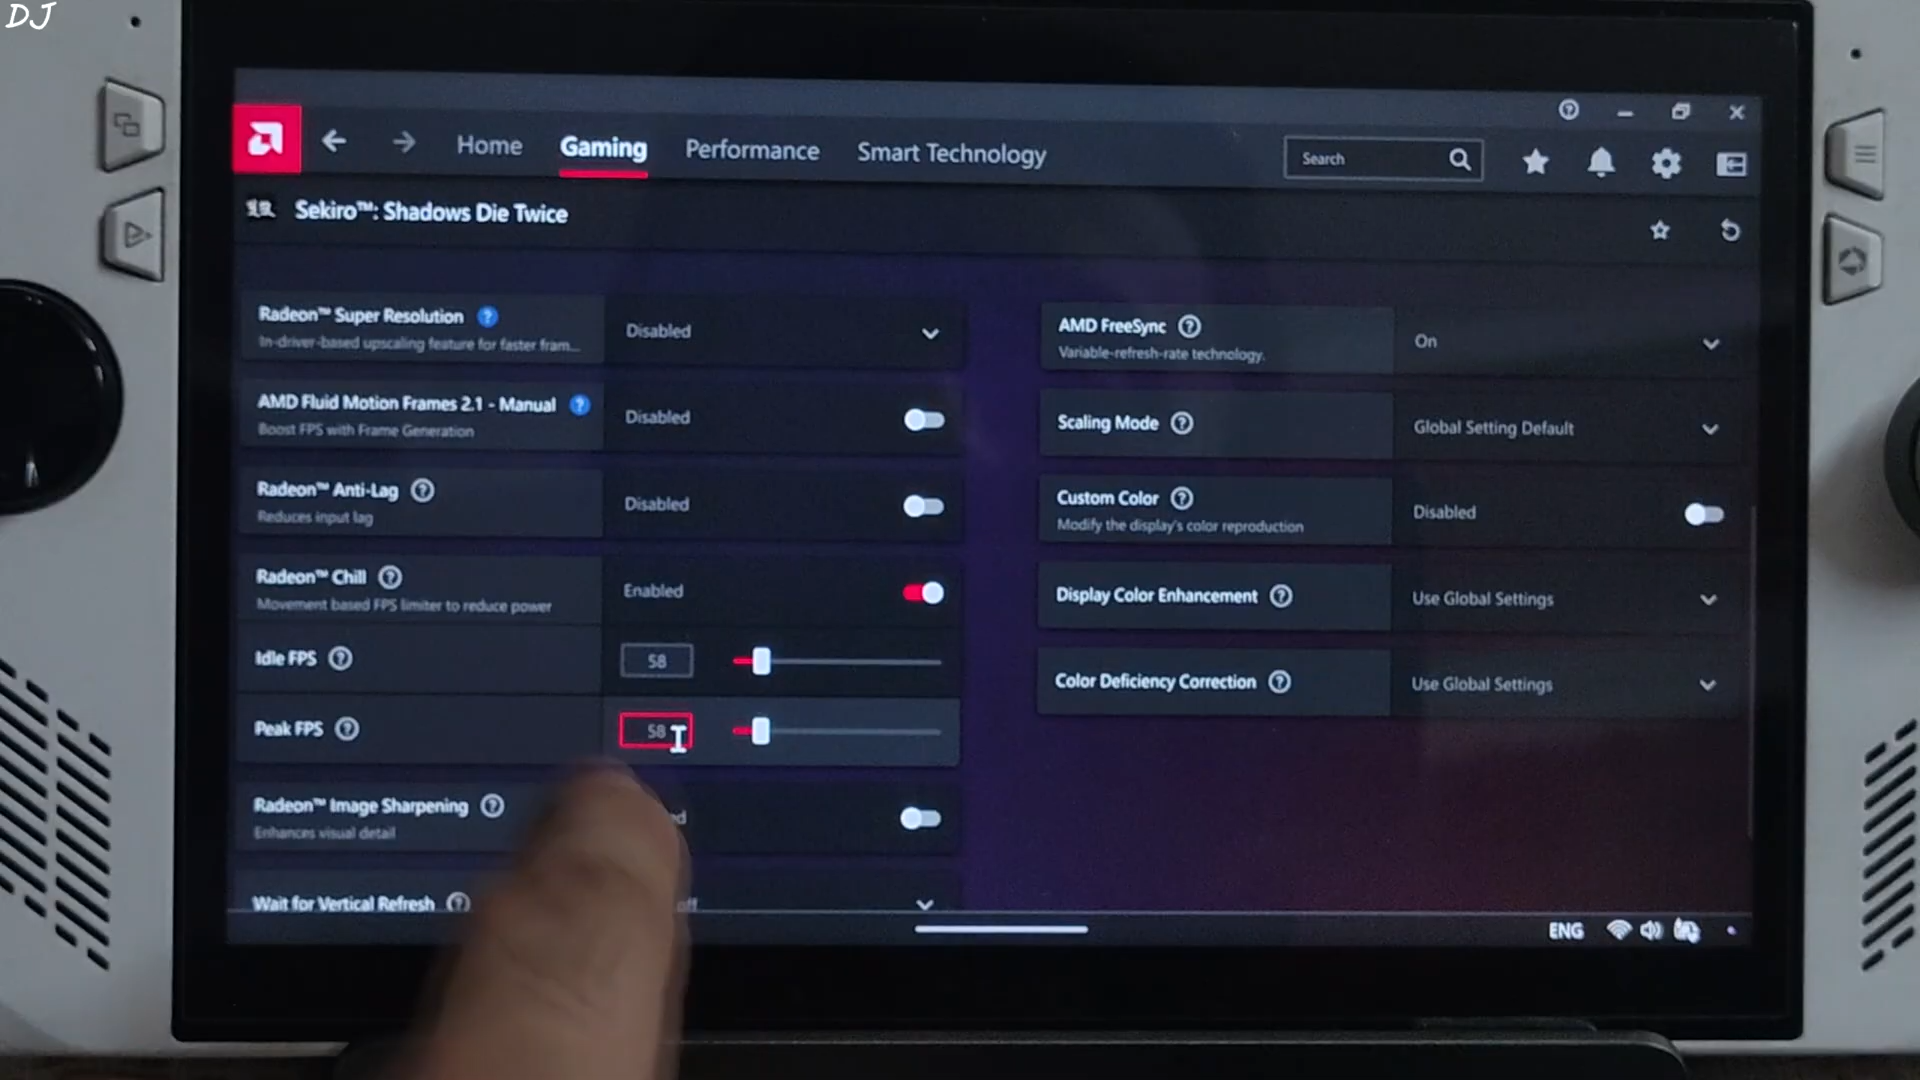 DJ
Home Gaming Performance Smart Technology Search
Sekiro™: Shadows Die Twice
Radeon™ Super Resolution
In-driver-based upscaling feature for faster fram...
Disabled
AMD Fluid Motion Frames 2.1 - Manual
Boost FPS with Frame Generation
Disabled
Radeon™ Anti-Lag
Reduces input lag
Disabled
Radeon™ Chill
Movement based FPS limiter to reduce power
Enabled
Idle FPS
58
Peak FPS
58
Radeon™ Image Sharpening
Enhances visual detail
Wait for Vertical Refresh
off
AMD FreeSync
Variable-refresh-rate technology.
On
Scaling Mode
Global Setting Default
Custom Color
Modify the display's color reproduction
Disabled
Display Color Enhancement
Use Global Settings
Color Deficiency Correction
Use Global Settings
ENG